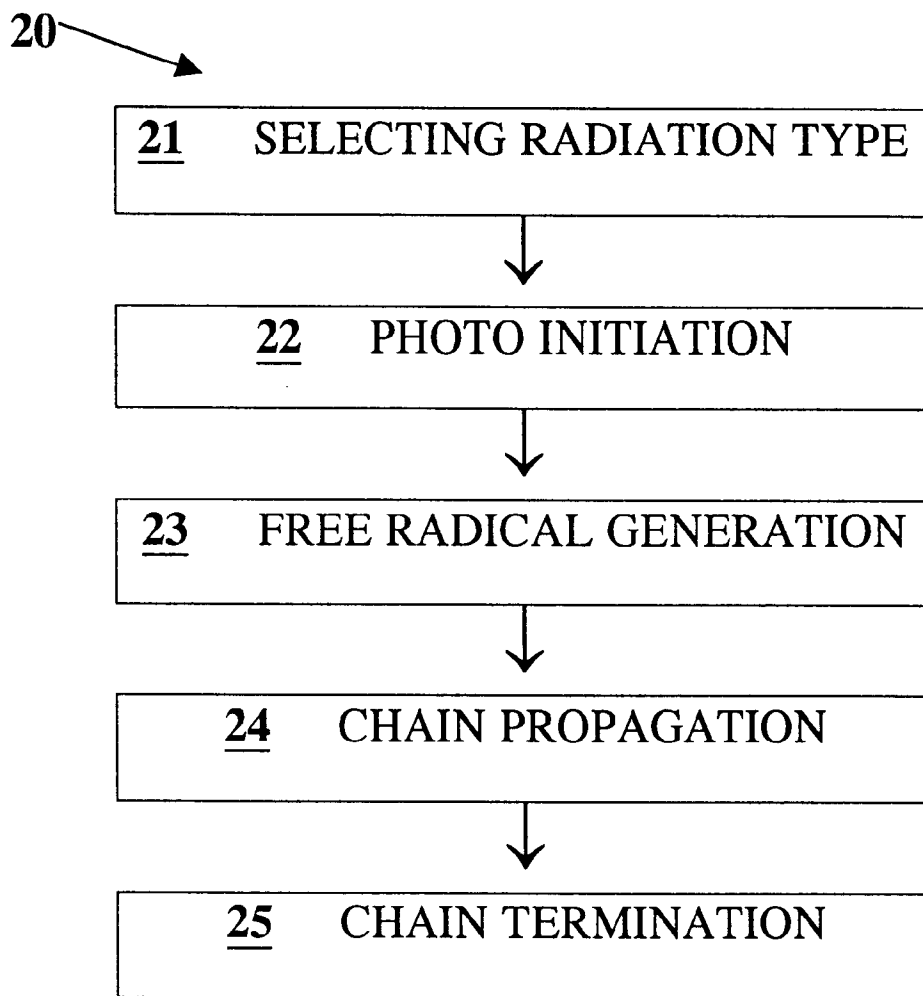 20
21 SELECTING RADIATION TYPE
22 PHOTO INITIATION
23 FREE RADICAL GENERATION
24 CHAIN PROPAGATION
25 CHAIN TERMINATION